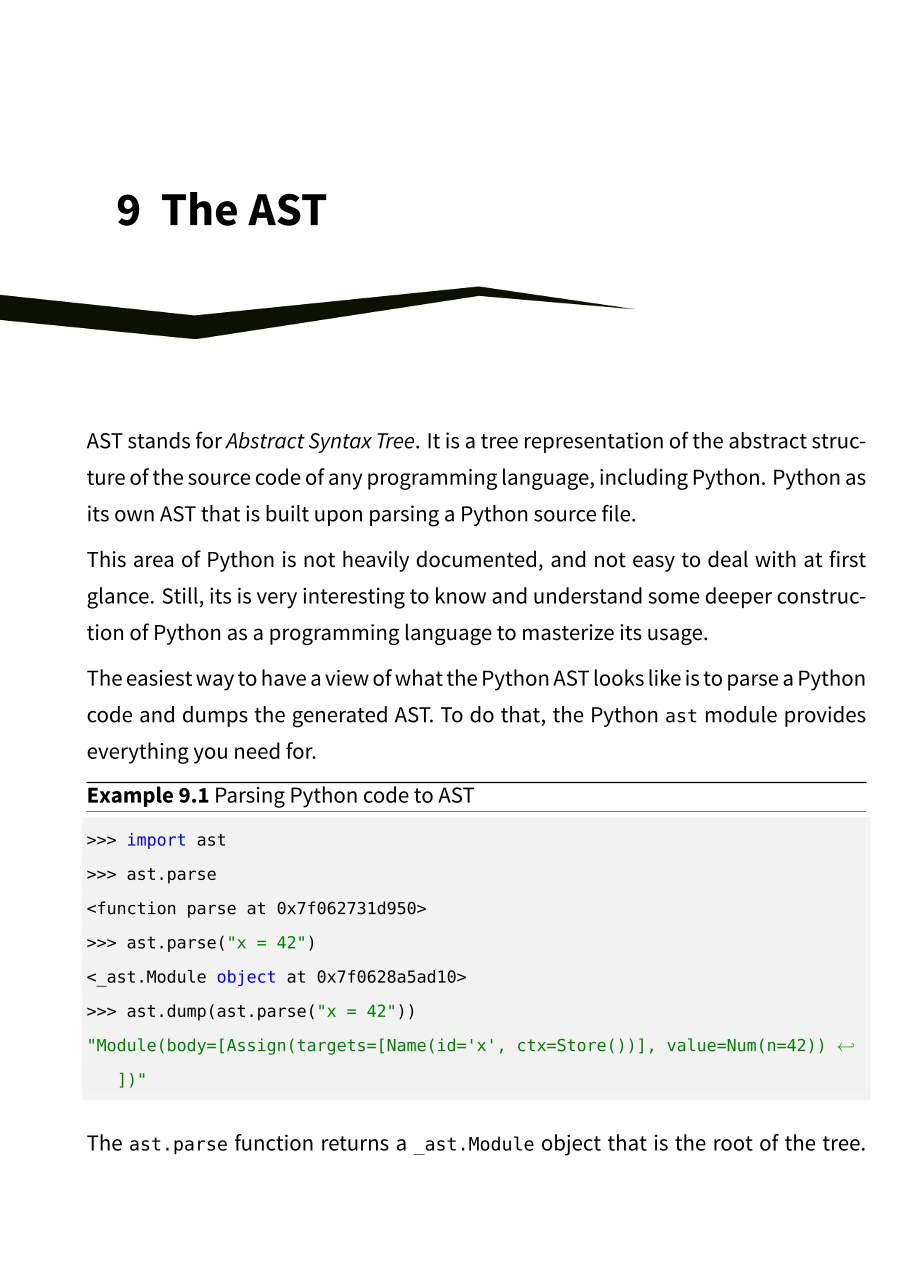 9 The AST
AST stands for Abstract Syntax Tree. It is a tree representation of the abstract struc-
ture of the source code of any programming language, including Python. Python as
its own AST that is built upon parsing a Python source file.
This area of Python is not heavily documented, and not easy to deal with at first
glance. Still, its is very interesting to know and understand some deeper construc-
tion of Python as a programming language to masterize its usage.
The easiest way to have a view of what the Python AST looks like is to parse a Python
code and dumps the generated AST. To do that, the Python ast module provides
everything you need for.
Example 9.1 Parsing Python code to AST
>>> import ast
>>> ast.parse
<function parse at 0x7f062731d950>
>>> ast.parse("x = 42")
<_ast.Module object at 0x7f0628a5ad10>
>>> ast.dump(ast.parse("x = 42"))
"Module(body=[Assign(targets=[Name(id='x', ctx=Store())], value=Num(n=42)) ↩
])"
The ast.parse function returns a _ast.Module object that is the root of the tree.